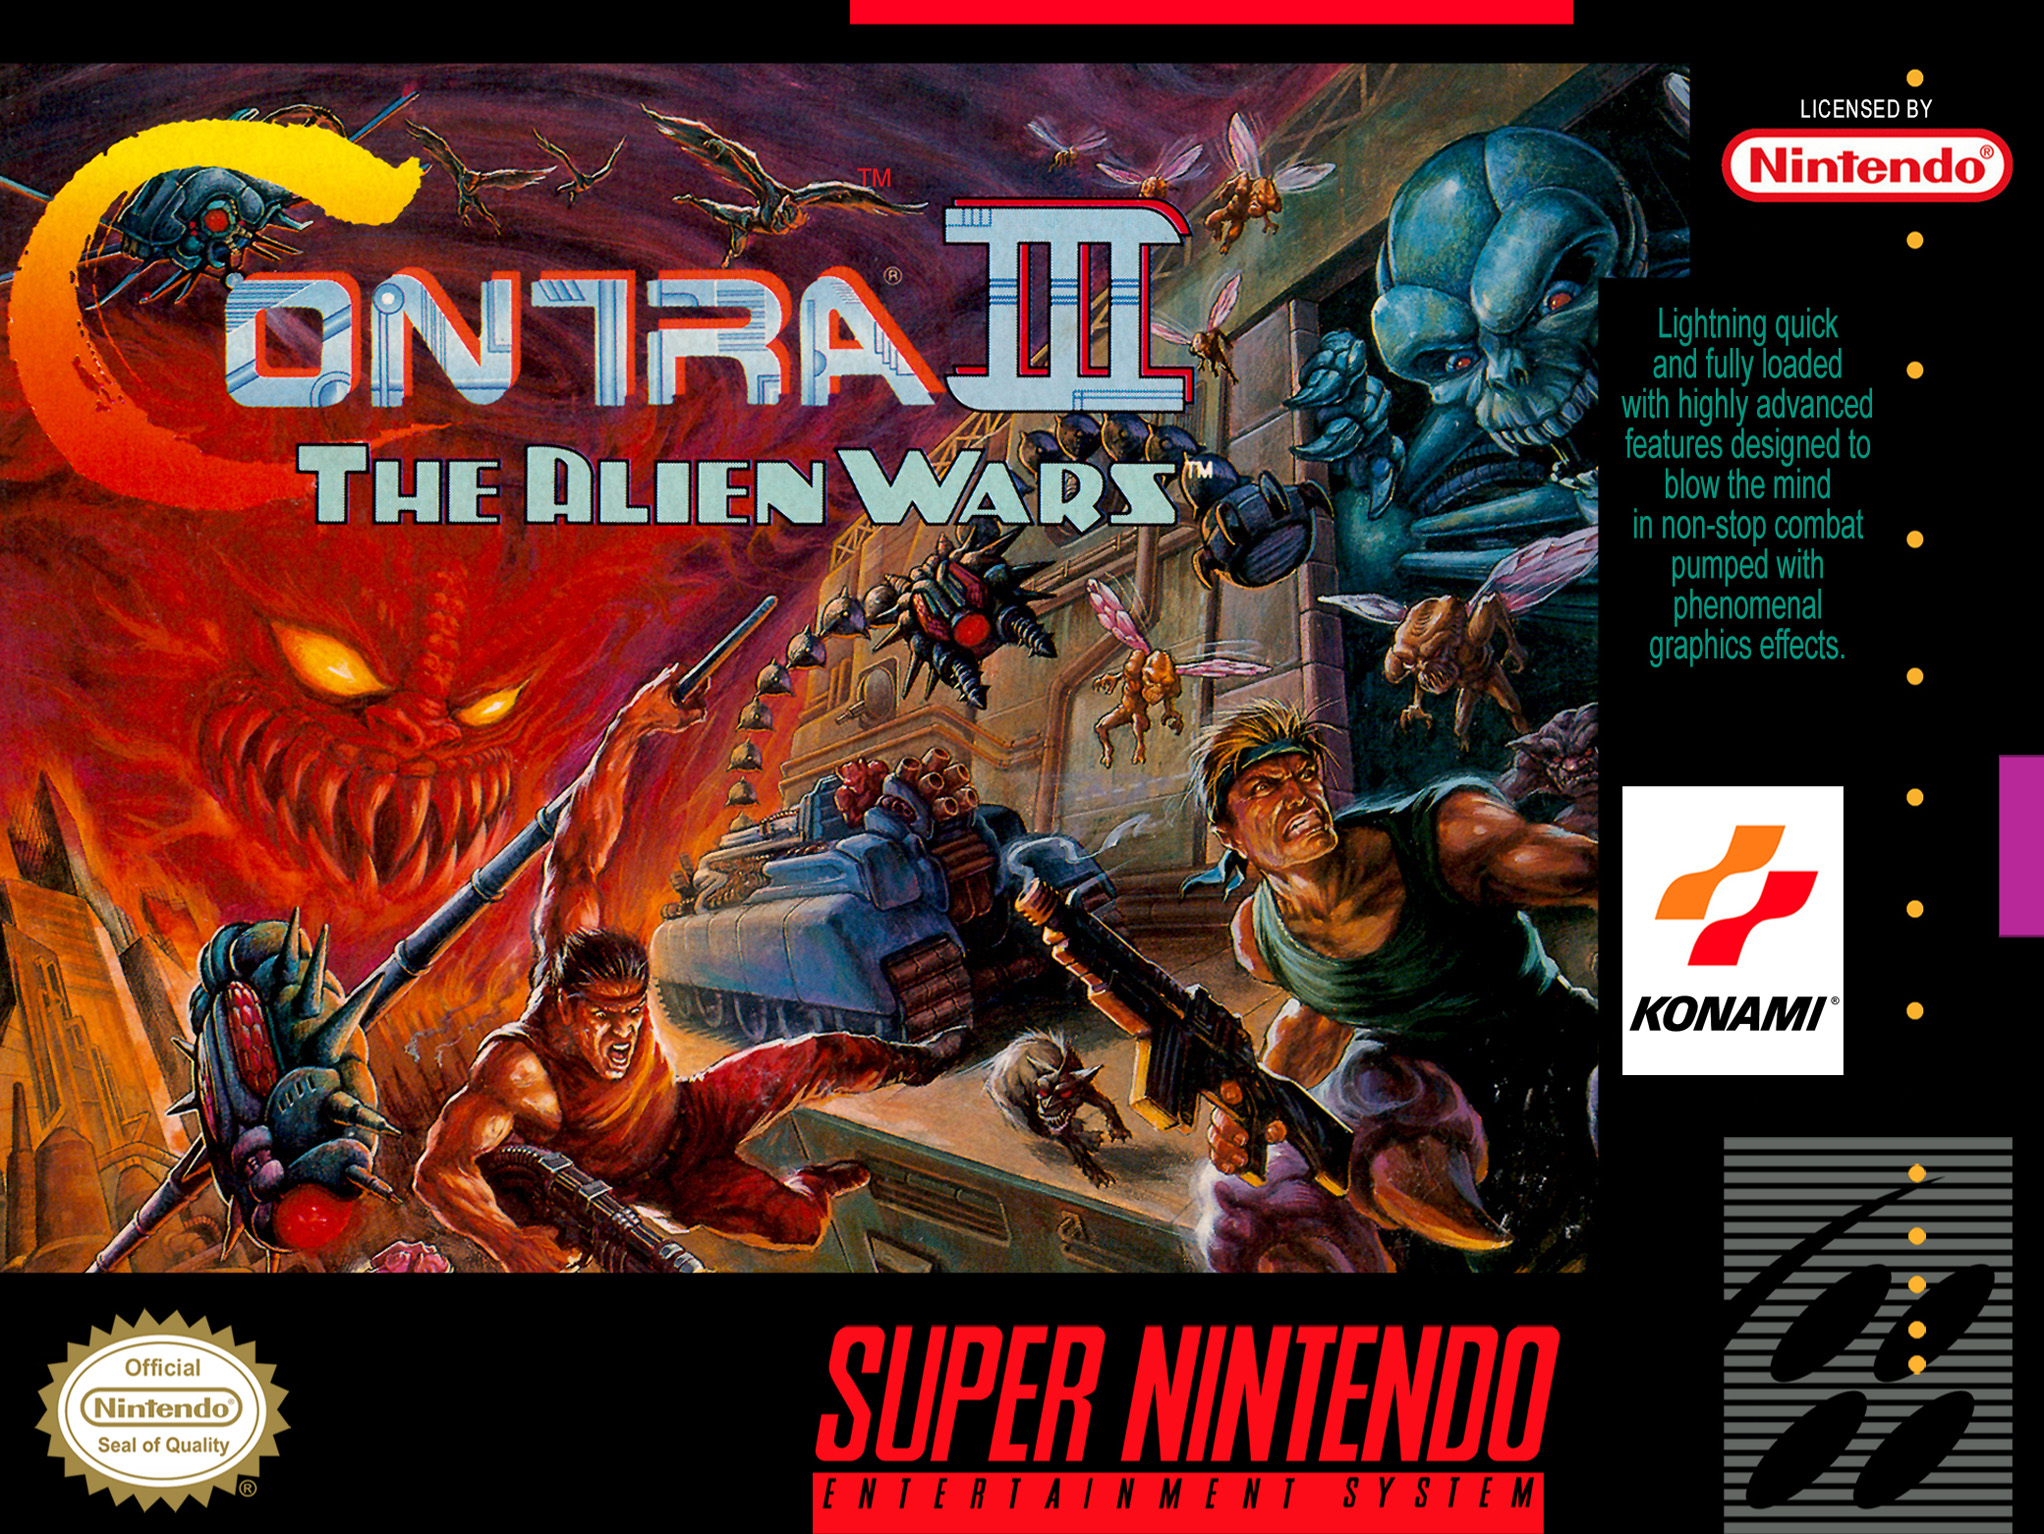 LICENSED BY
Nintendo®
™
CONTRA® III
THE ALIEN WARS™
Lightning quick
and fully loaded
with highly advanced
features designed to
blow the mind
in non-stop combat
pumped with
phenomenal
graphics effects.
KONAMI®
Official
Nintendo®
Seal of Quality
®
SUPER NINTENDO
ENTERTAINMENT SYSTEM